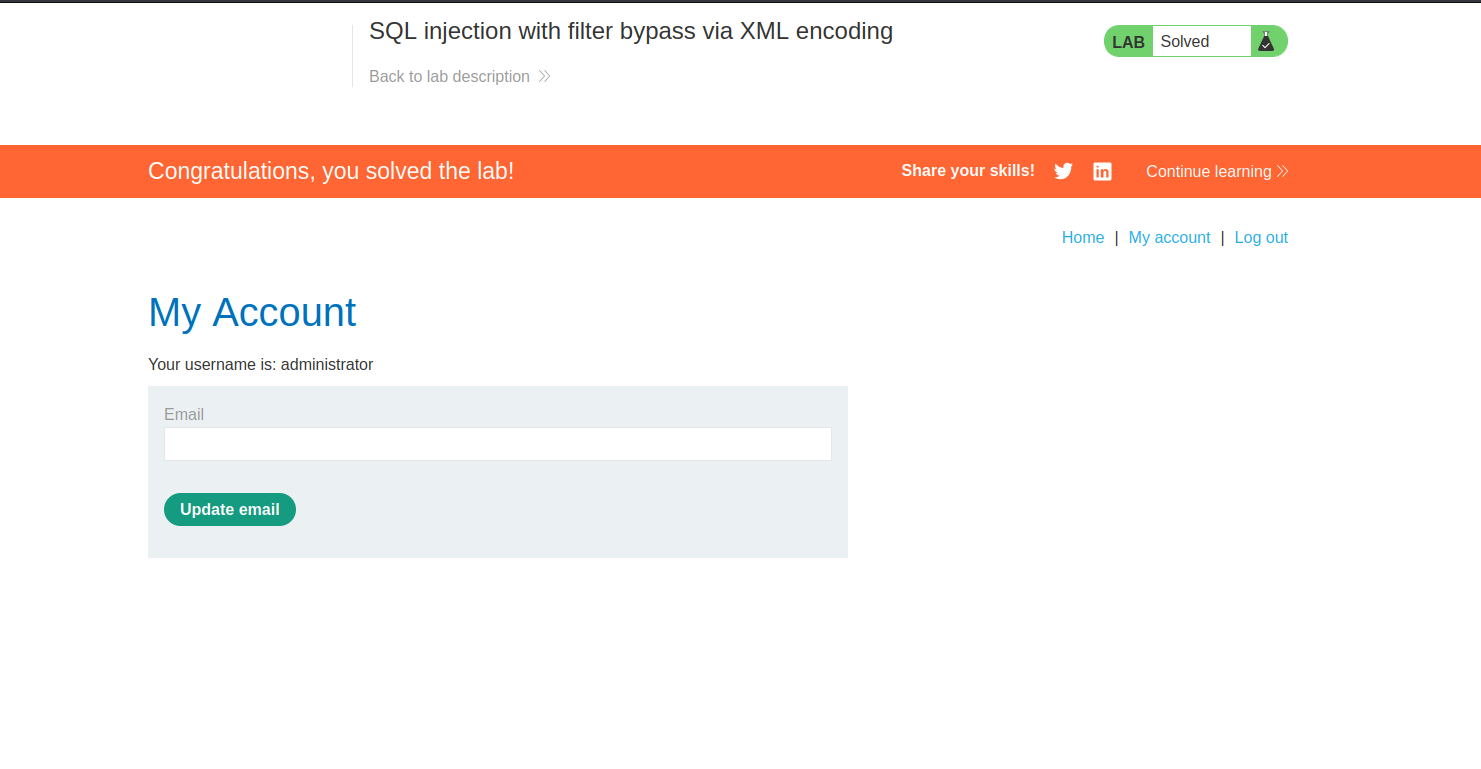 SQL injection with filter bypass via XML encoding
LAB Solved
Back to lab description
Congratulations, you solved the lab!
Share your skills!
Continue learning
Home | My account | Log out
My Account
Your username is: administrator
Email
Update email